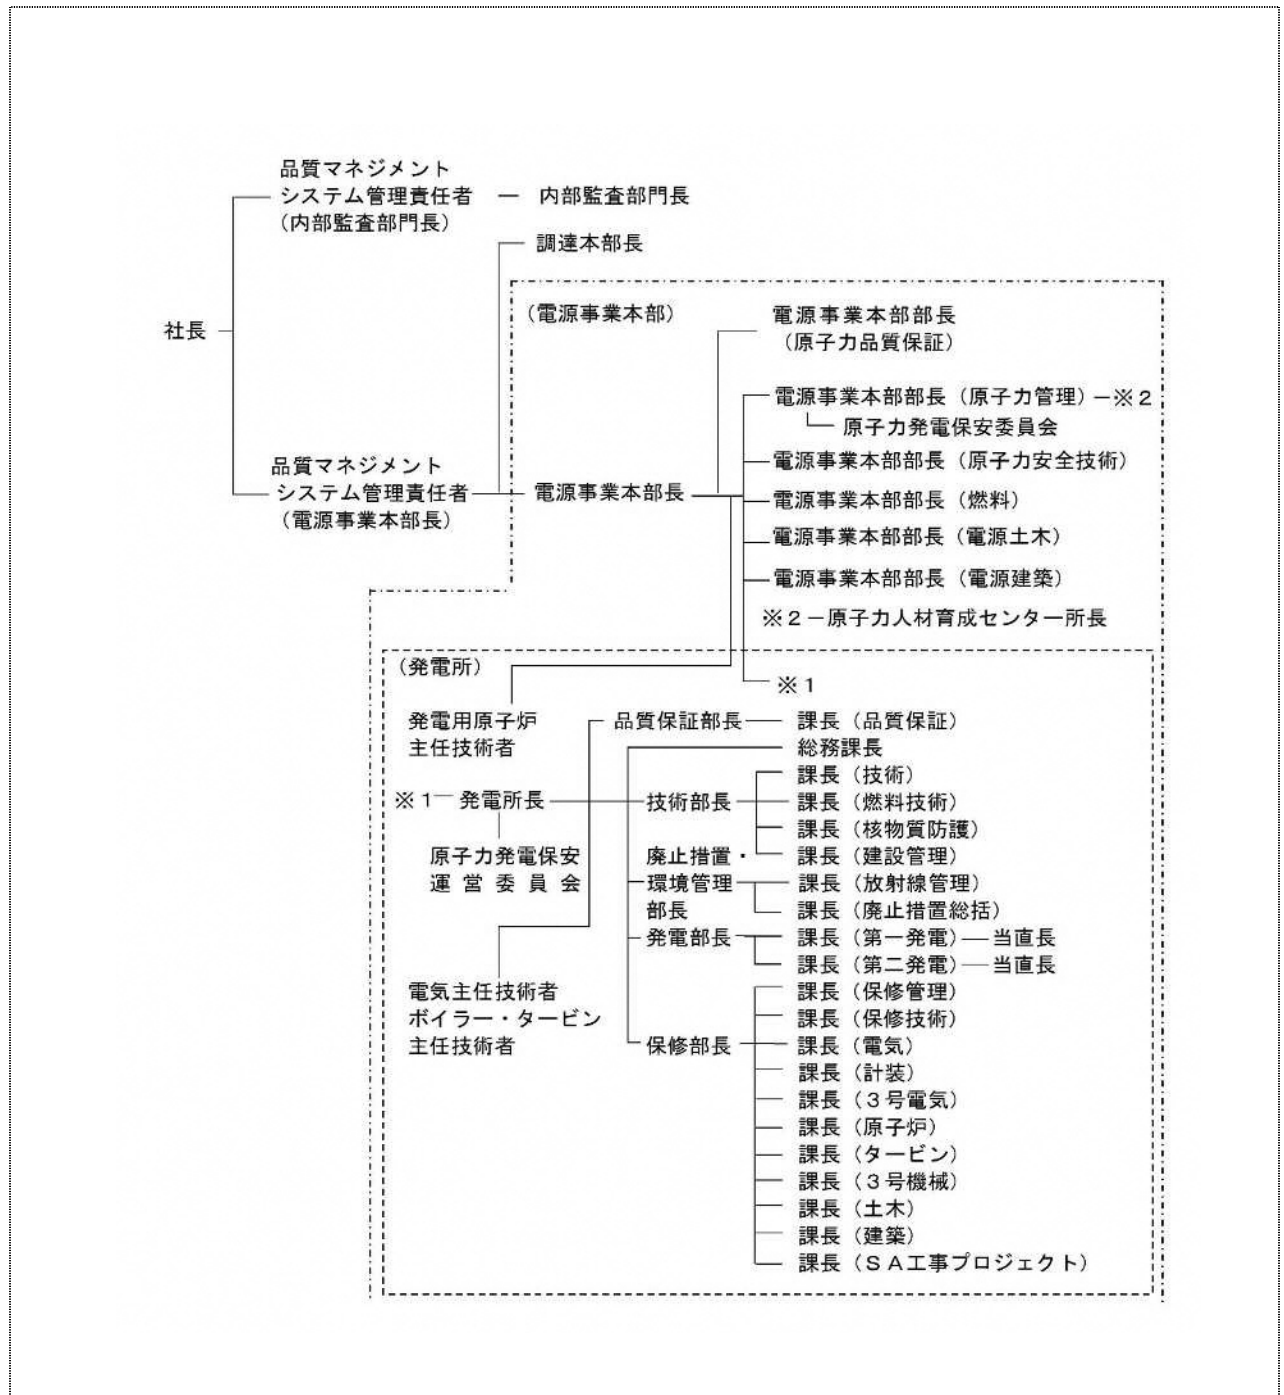 品質マネジメント
システム管理責任者 ― 内部監査部門長
(内部監査部門長)
調達本部長
(電源事業本部)
電源事業本部部長
(原子力品質保証)
社長
電源事業本部部長(原子力管理)-※2
原子力発電保安委員会
電源事業本部部長(原子力安全技術)
品質マネジメント
システム管理責任者
(電源事業本部長)
電源事業本部長
電源事業本部部長(燃料)
電源事業本部部長(電源土木)
電源事業本部部長(電源建築)
※2-原子力人材育成センター所長
(発電所)
※1
発電用原子炉
主任技術者
品質保証部長
課長(品質保証)
総務課長
※1─発電所長
原子力発電保安
運営委員会
技術部長
課長(技術)
課長(燃料技術)
課長(核物質防護)
課長(建設管理)
廃止措置・
環境管理
部長
課長(放射線管理)
課長(廃止措置総括)
発電部長
課長(第一発電)―当直長
課長(第二発電)―当直長
電気主任技術者
ボイラー・タービン
主任技術者
保修部長
課長(保修管理)
課長(保修技術)
課長(電気)
課長(計装)
課長(3号電気)
課長(原子炉)
課長(タービン)
課長(3号機械)
課長(土木)
課長(建築)
課長(SA工事プロジェクト)